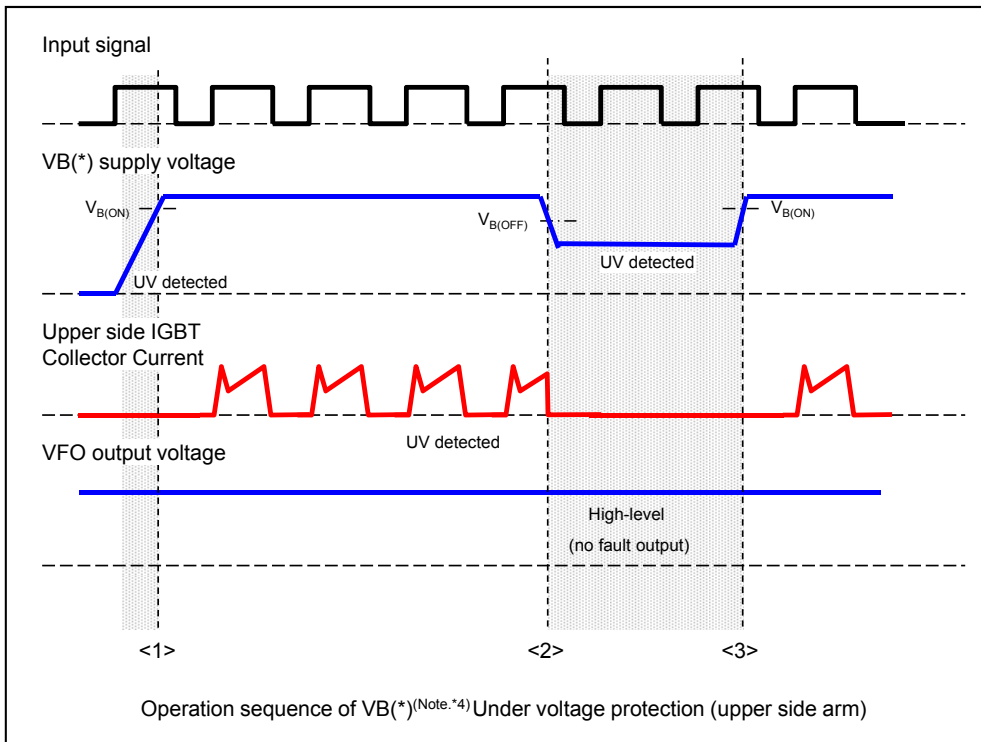 Input signal
VB(*) supply voltage
VB(ON)
VB(OFF)
VB(ON)
UV detected
UV detected
Upper side IGBT
Collector Current
UV detected
VFO output voltage
High-level
(no fault output)
<1>
<2>
<3>
Operation sequence of VB(*)(Note.*4) Under voltage protection (upper side arm)